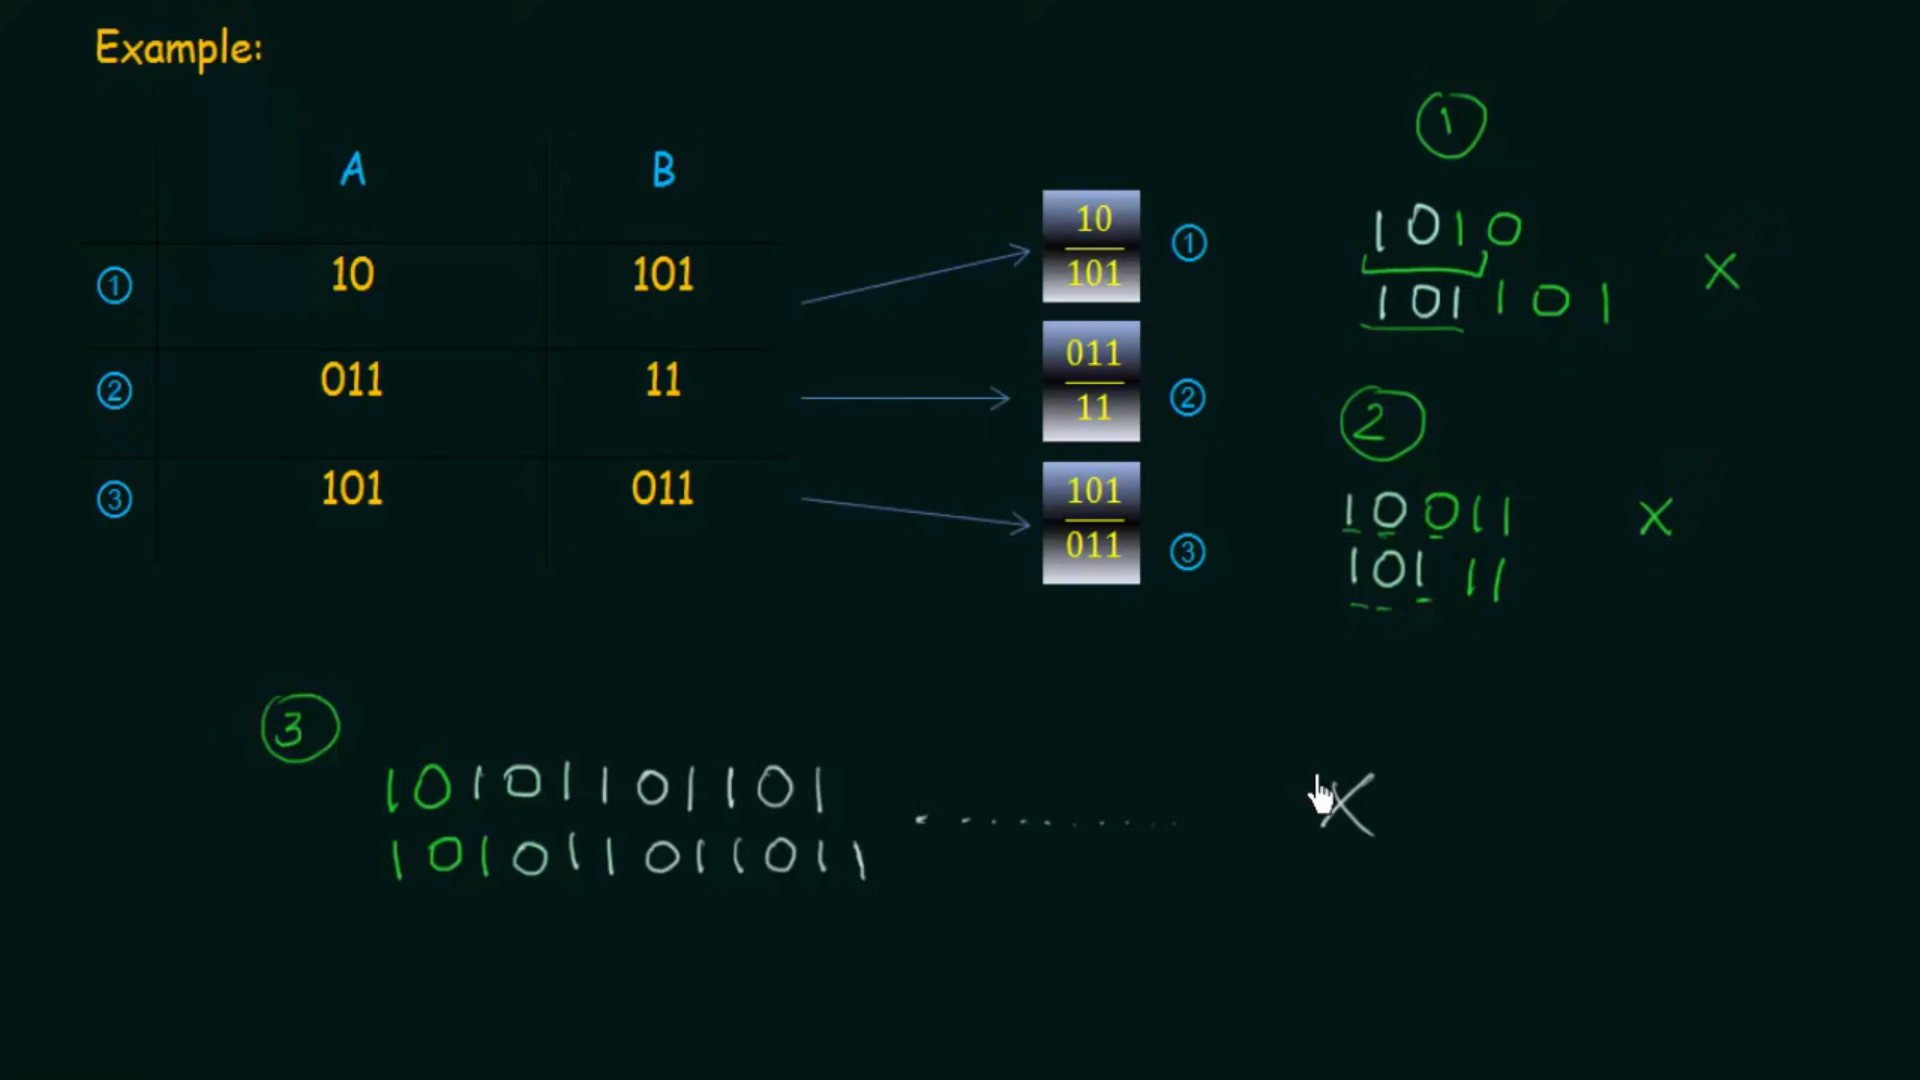 Example:
A B
① 10 101
② 011 11
③ 101 011
10
101
①
011
11
②
101
011
③
①
1010
101101 X
②
10011 X
10111
③
10101101101
101011011011 ......... X